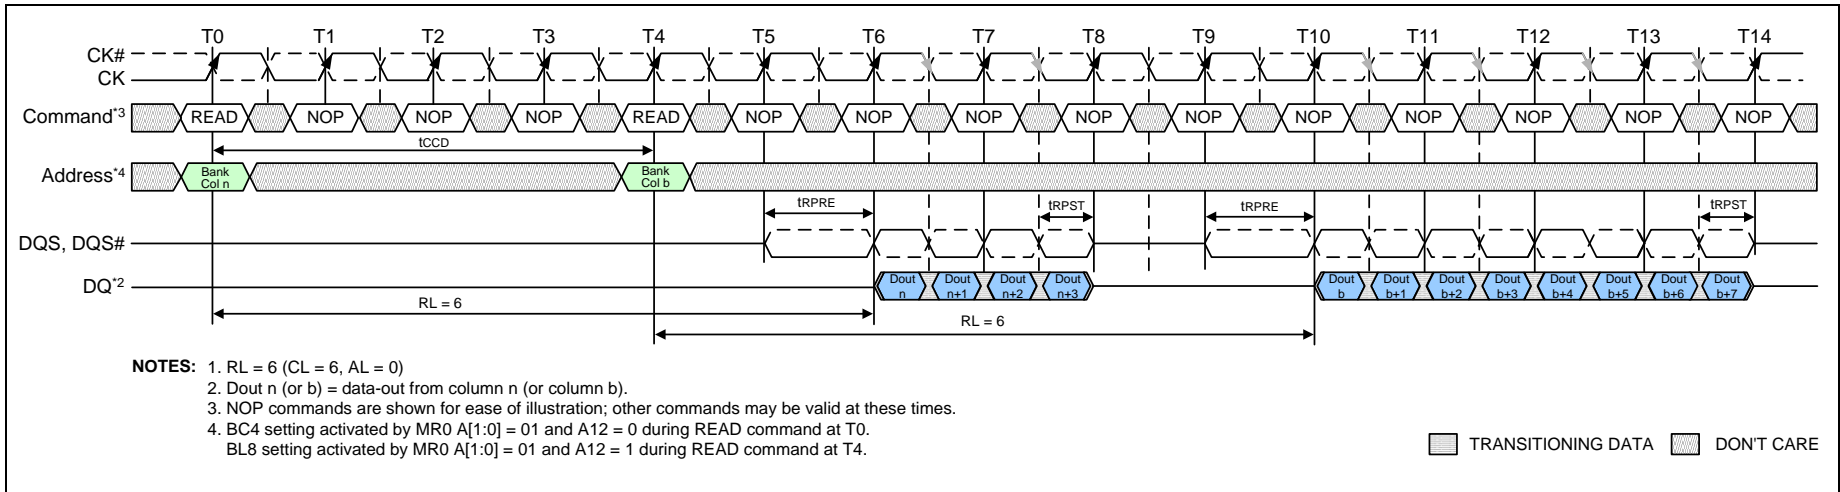 T0 T1 T2 T3 T4 T5 T6 T7 T8 T9 T10 T11 T12 T13 T14
CK#
CK
Command*3 READ NOP NOP NOP READ NOP NOP NOP NOP NOP NOP NOP NOP NOP NOP
tCCD
Address*4 Bank Col n Bank Col b
tRPRE tRPST tRPRE tRPST
DQS, DQS#
DQ*2 Dout n Dout n+1 Dout n+2 Dout n+3 Dout b Dout b+1 Dout b+2 Dout b+3 Dout b+4 Dout b+5 Dout b+6 Dout b+7
RL = 6
RL = 6
NOTES: 1. RL = 6 (CL = 6, AL = 0)
2. Dout n (or b) = data-out from column n (or column b).
3. NOP commands are shown for ease of illustration; other commands may be valid at these times.
4. BC4 setting activated by MR0 A[1:0] = 01 and A12 = 0 during READ command at T0.
BL8 setting activated by MR0 A[1:0] = 01 and A12 = 1 during READ command at T4.
TRANSITIONING DATA DON'T CARE